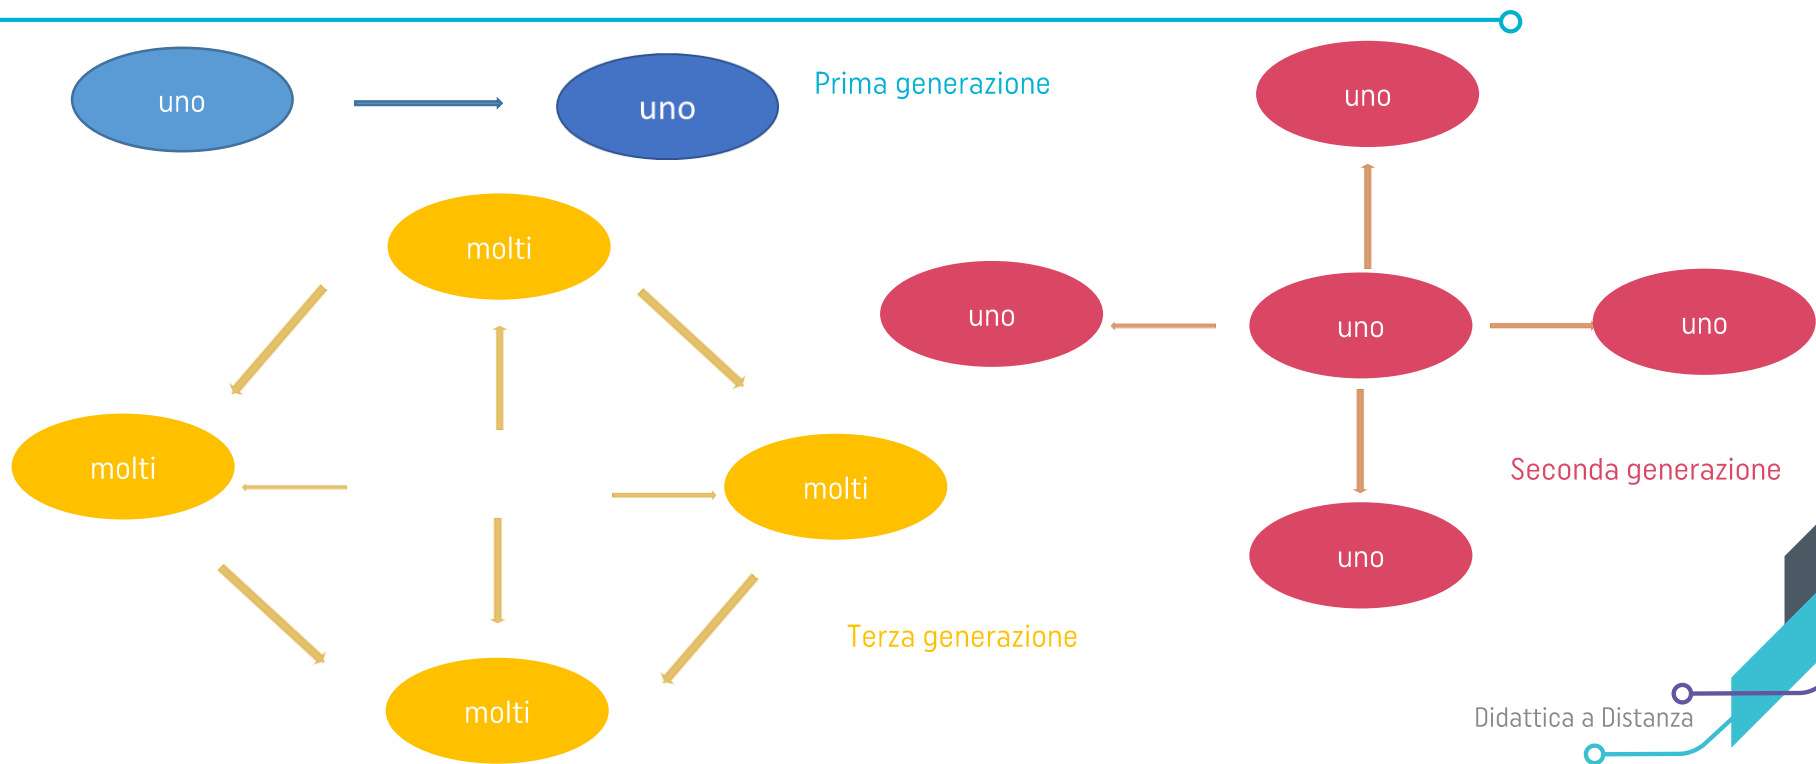 uno
uno
Prima generazione
molti
molti
molti
molti
Terza generazione
uno
uno
uno
uno
uno
Seconda generazione
Didattica a Distanza